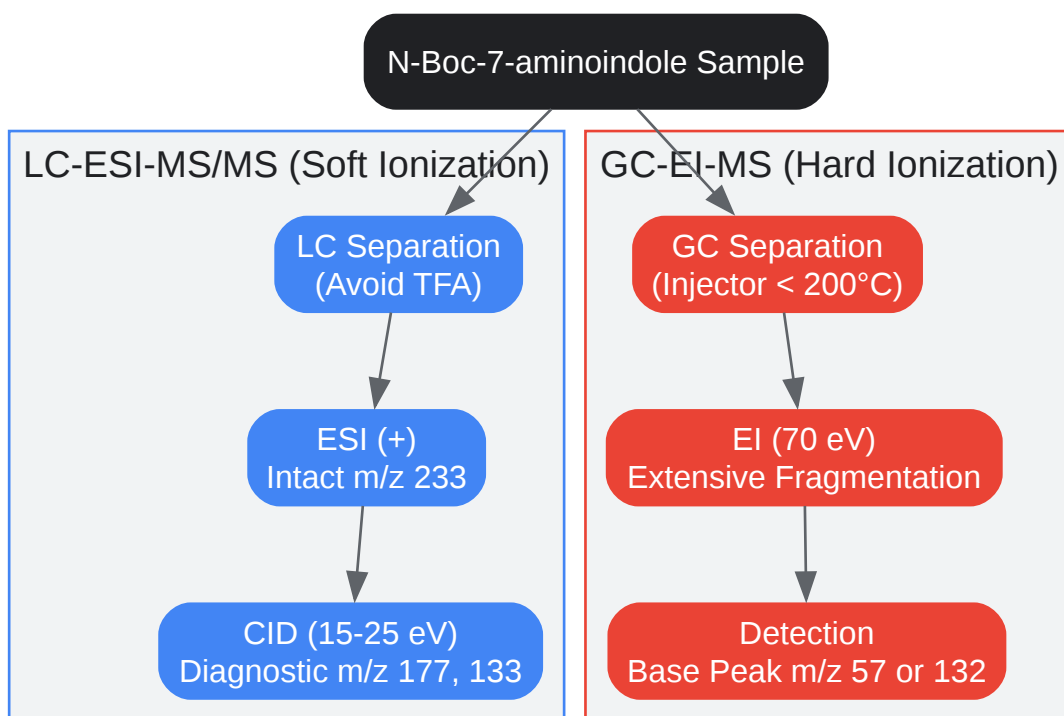 N-Boc-7-aminoindole Sample
LC-ESI-MS/MS (Soft Ionization)
LC Separation
(Avoid TFA)
ESI (+)
Intact m/z 233
CID (15-25 eV)
Diagnostic m/z 177, 133
GC-EI-MS (Hard Ionization)
GC Separation
(Injector < 200°C)
EI (70 eV)
Extensive Fragmentation
Detection
Base Peak m/z 57 or 132